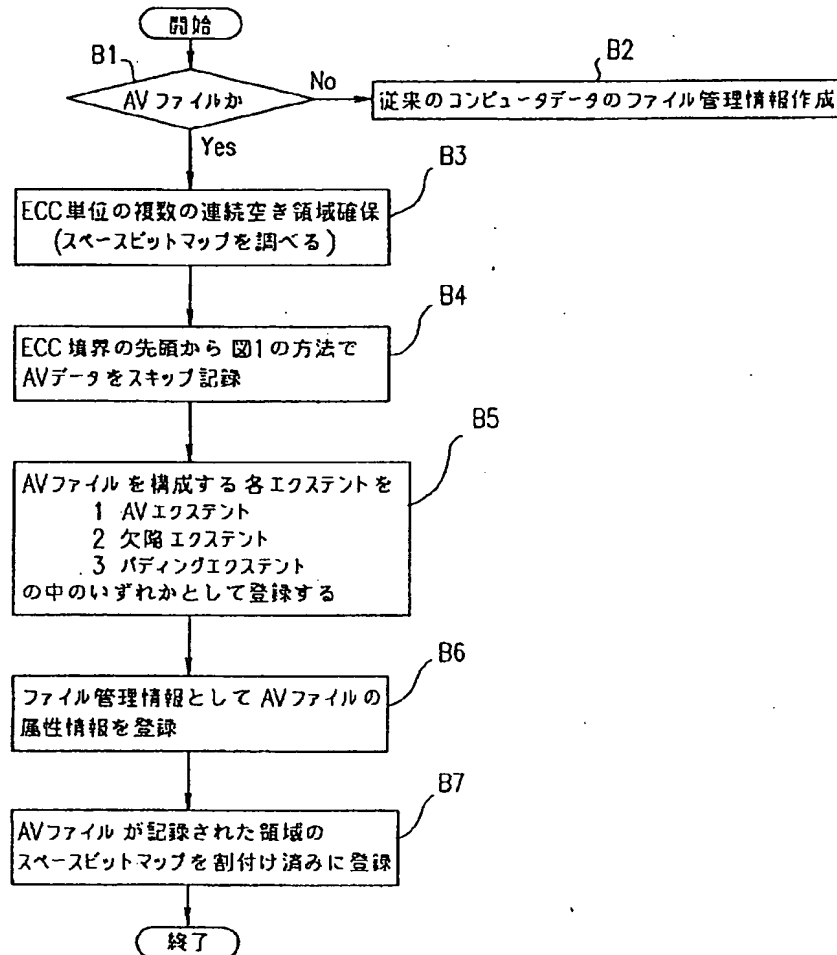 開始
B1
AVファイルか
No
Yes
B2
従来のコンピュータデータのファイル管理情報作成
B3
ECC単位の複数の連続空き領域確保
(スペースビットマップを調べる)
B4
ECC境界の先頭から図1の方法で
AVデータをスキップ記録
B5
AVファイルを構成する各エクステントを
1 AVエクステント
2 欠陥エクステント
3 パディングエクステント
の中のいずれかとして登録する
B6
ファイル管理情報としてAVファイルの
属性情報を登録
B7
AVファイルが記録された領域の
スペースビットマップを割付け済みに登録
終了